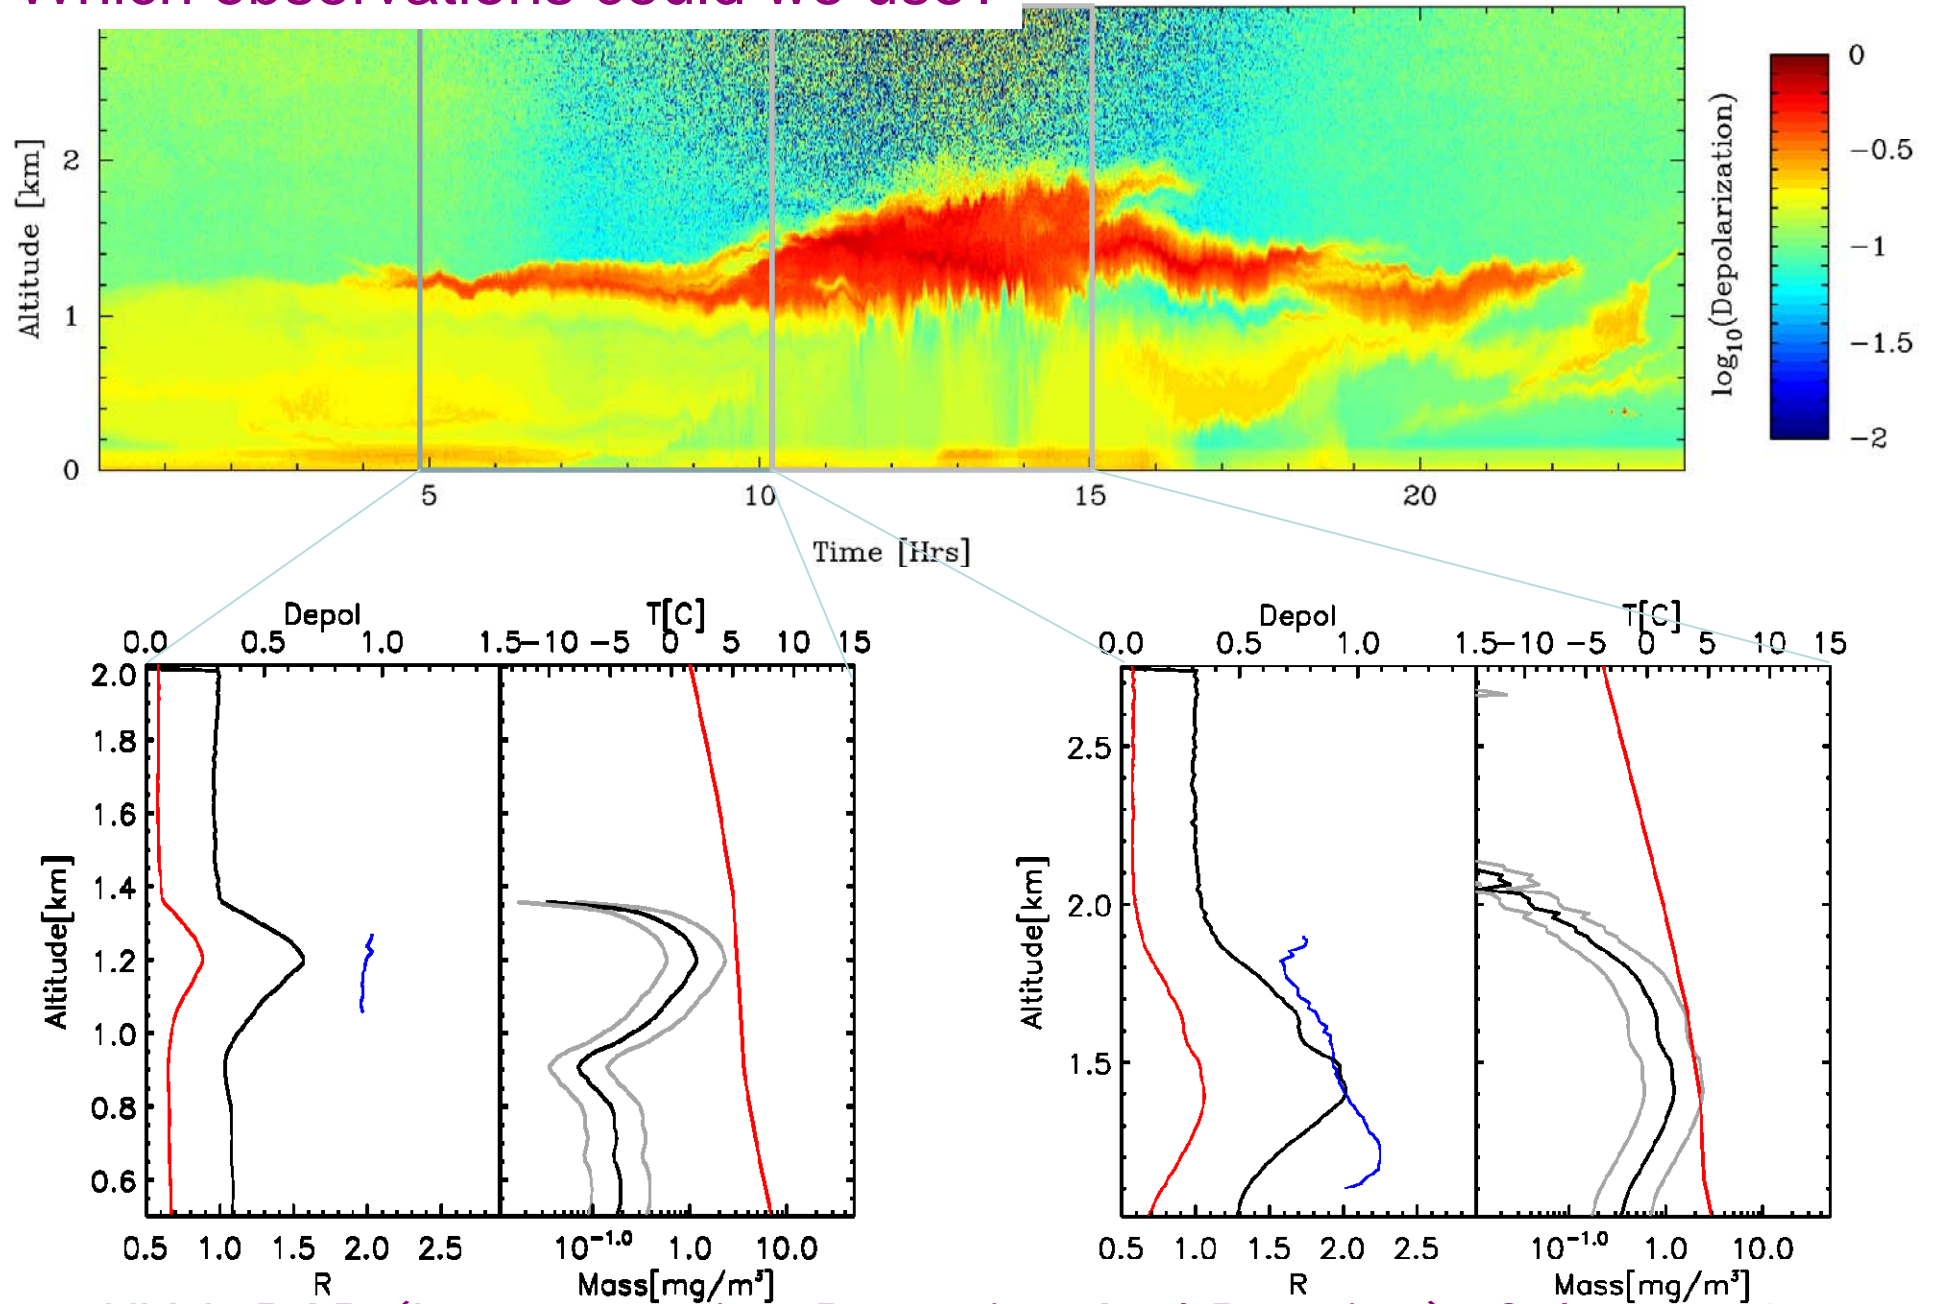 Which observations could we use?
Altitude [km]
2
1
0
5
10
15
20
Time [Hrs]
log10(Depolarization)
0
−0.5
−1
−1.5
−2
Depol
T[C]
0.0 0.5 1.0 1.5 −10 −5 0 5 10 15
Altitude[km]
2.0
1.8
1.6
1.4
1.2
1.0
0.8
0.6
0.5 1.0 1.5 2.0 2.5
R
10−1.0 1.0 10.0
Mass[mg/m³]
Depol
T[C]
0.0 0.5 1.0 1.5 −10 −5 0 5 10 15
Altitude[km]
2.5
2.0
1.5
0.5 1.0 1.5 2.0 2.5
R
10−1.0 1.0 10.0
Mass[mg/m³]